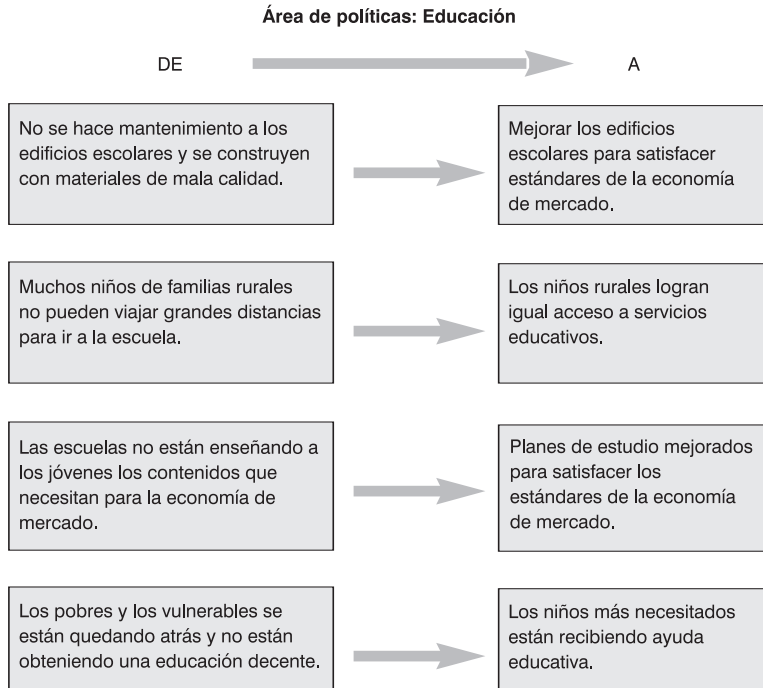 Área de políticas: Educación
DE A
No se hace mantenimiento a los
edificios escolares y se construyen
con materiales de mala calidad.
Mejorar los edificios
escolares para satisfacer
estándares de la economía
de mercado.
Muchos niños de familias rurales
no pueden viajar grandes distancias
para ir a la escuela.
Los niños rurales logran
igual acceso a servicios
educativos.
Las escuelas no están enseñando a
los jóvenes los contenidos que
necesitan para la economía de
mercado.
Planes de estudio mejorados
para satisfacer los
estándares de la economía
de mercado.
Los pobres y los vulnerables se
están quedando atrás y no están
obteniendo una educación decente.
Los niños más necesitados
están recibiendo ayuda
educativa.